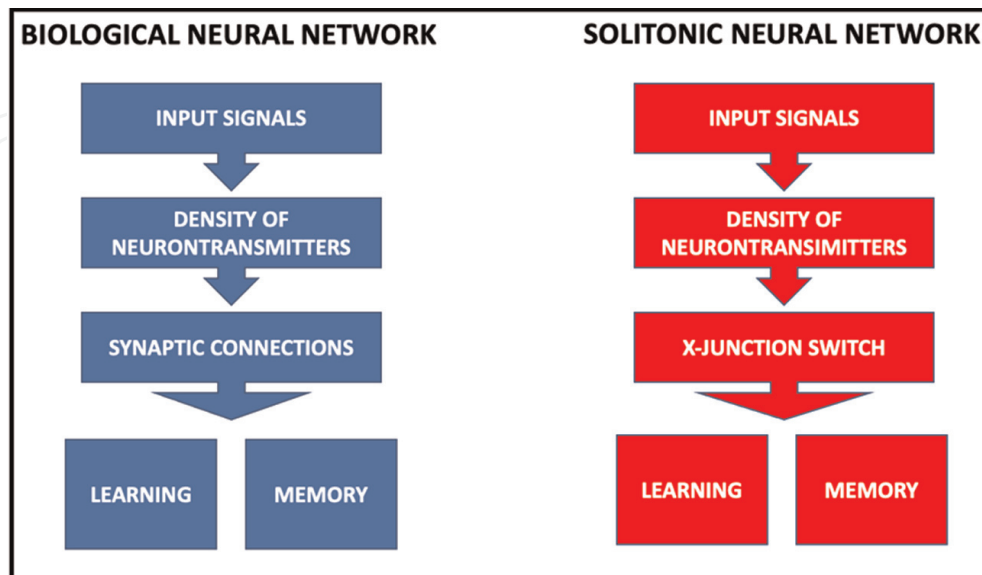 BIOLOGICAL NEURAL NETWORK
INPUT SIGNALS
DENSITY OF
NEURONTRANSMITTERS
SYNAPTIC CONNECTIONS
LEARNING
MEMORY
SOLITONIC NEURAL NETWORK
INPUT SIGNALS
DENSITY OF
NEURONTRANSIMITTERS
X-JUNCTION SWITCH
LEARNING
MEMORY